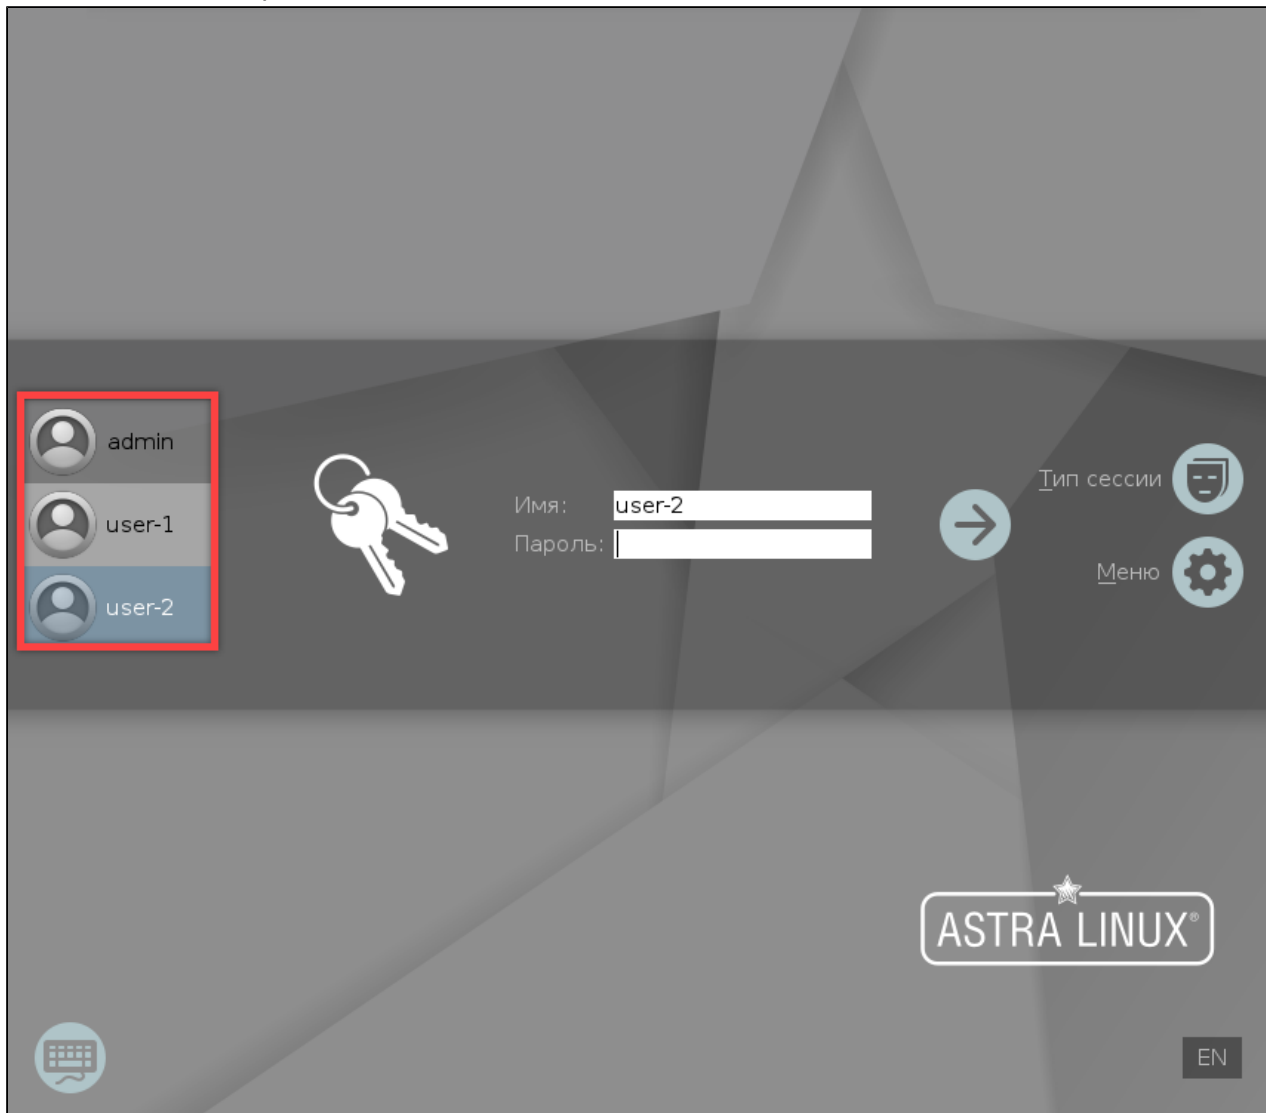 admin
user-1
user-2
Имя: user-2
Пароль:
Тип сессии
Меню
ASTRA LINUX®
EN